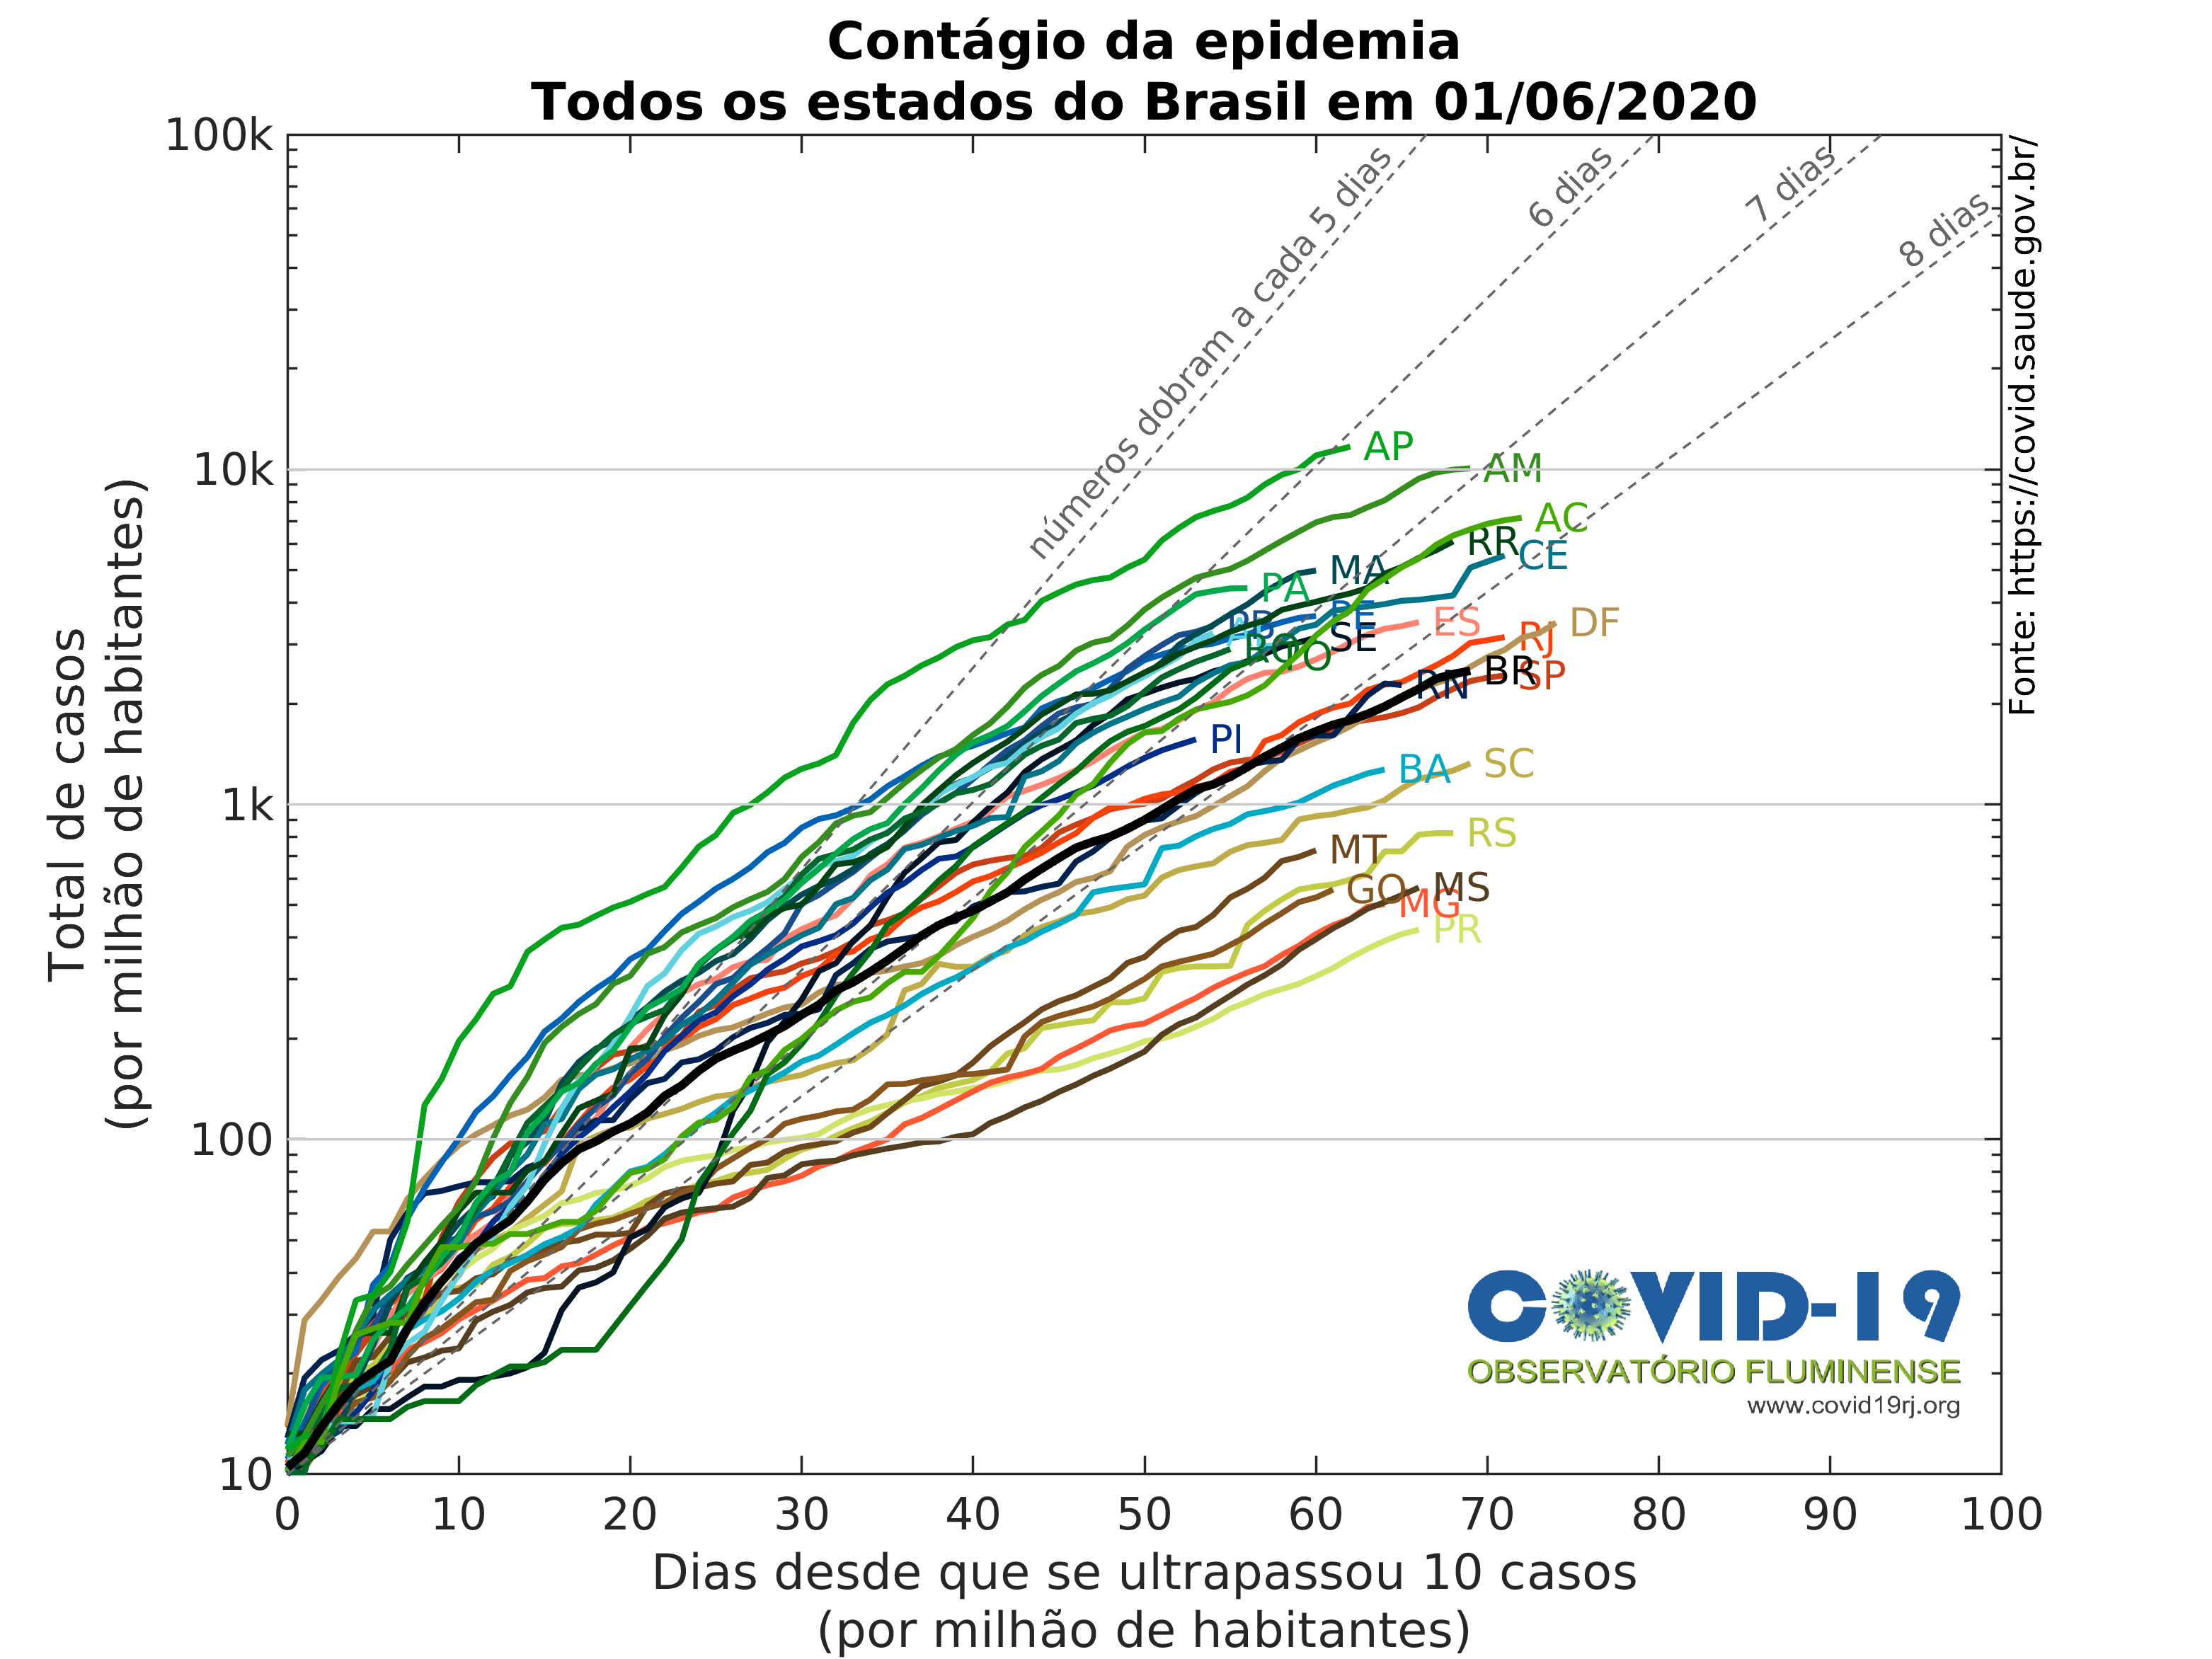 Contágio da epidemia
Todos os estados do Brasil em 01/06/2020
100k
10k
1k
100
10
Total de casos
(por milhão de habitantes)
0 10 20 30 40 50 60 70 80 90 100
Dias desde que se ultrapassou 10 casos
(por milhão de habitantes)
números dobram a cada 5 dias
6 dias
7 dias
8 dias
Fonte: https://covid.saude.gov.br/
AP
AM
AC
RR
CE
MA
PA
PE
PB
ES
DF
RJ
SE
RO
TO
BR
SP
RN
PI
BA
SC
RS
MT
GO
MS
MG
PR
COVID-19
OBSERVATÓRIO FLUMINENSE
www.covid19rj.org